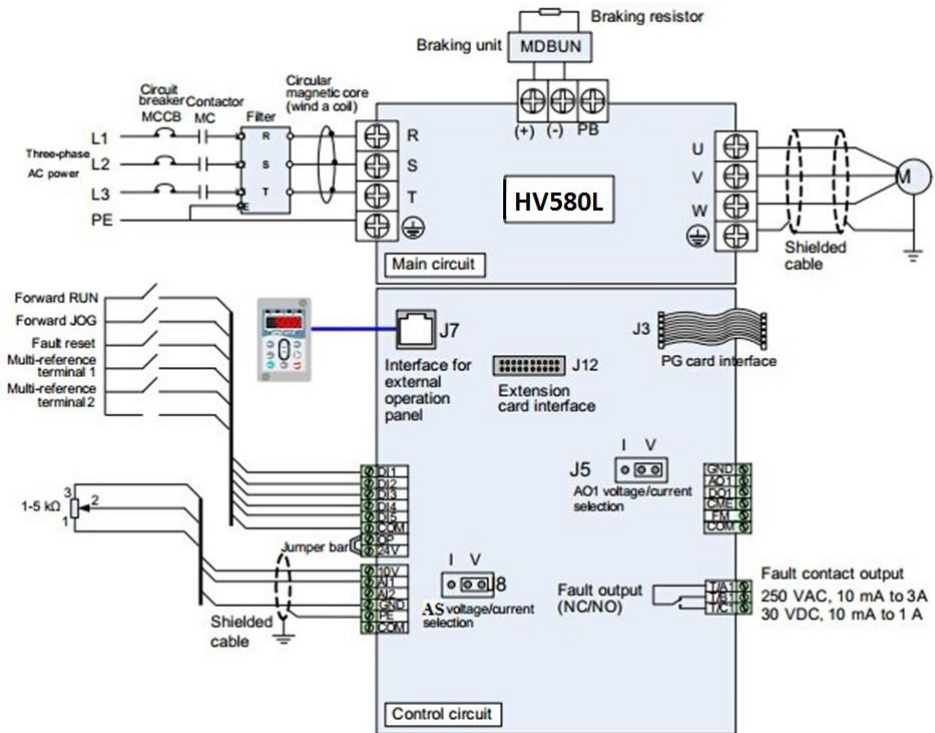 Braking resistor
Braking unit
MDBUN
Circuit
breaker
MCCB
Contactor
MC
Filter
Circular
magnetic core
(wind a coil)
(+)
(-)
PB
L1
R
R
U
Three-phase
AC power
L2
S
S
V
M
L3
T
T
W
PE
E
HV580L
Main circuit
Shielded
cable
Forward RUN
Forward JOG
Fault reset
Multi-reference
terminal 1
Multi-reference
terminal 2
J7
Interface for
external
operation
panel
J12
Extension
card interface
J3
PG card interface
I V
J5
AO1 voltage/current
selection
DI1
DI2
DI3
DI4
DI5
COM
OP
24V
Jumper bar
GND
AO1
DO1
CME
FM
COM
1-5 kΩ
3
2
1
10V
AI1
AI2
GND
PE
COM
Shielded
cable
I V
J8
AS voltage/current
selection
Fault output
(NC/NO)
T/A1
T/B1
T/C1
Fault contact output
250 VAC, 10 mA to 3A
30 VDC, 10 mA to 1 A
Control circuit